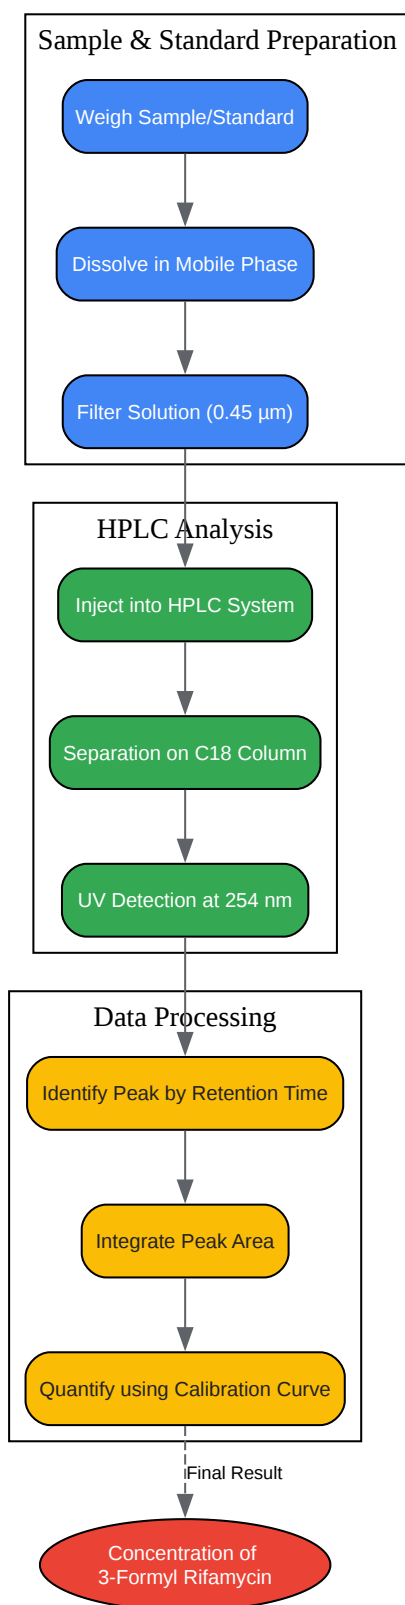 Sample & Standard Preparation
Weigh Sample/Standard
Dissolve in Mobile Phase
Filter Solution (0.45 µm)
HPLC Analysis
Inject into HPLC System
Separation on C18 Column
UV Detection at 254 nm
Data Processing
Identify Peak by Retention Time
Integrate Peak Area
Quantify using Calibration Curve
Final Result
Concentration of
3-Formyl Rifamycin